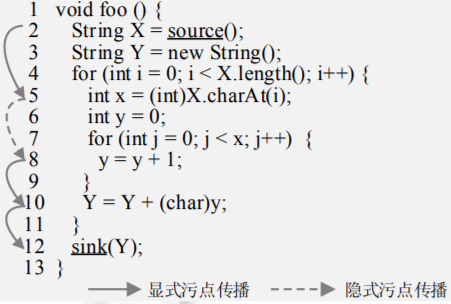 1 void foo () {
2 String X = source();
3 String Y = new String();
4 for (int i = 0; i < X.length(); i++) {
5 int x = (int)X.charAt(i);
6 int y = 0;
7 for (int j = 0; j < x; j++) {
8 y = y + 1;
9 }
10 Y = Y + (char)y;
11 }
12 sink(Y);
13 }
显式污点传播 隐式污点传播